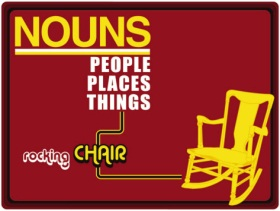 NOUNS
PEOPLE
PLACES
THINGS
rocking CHAIR